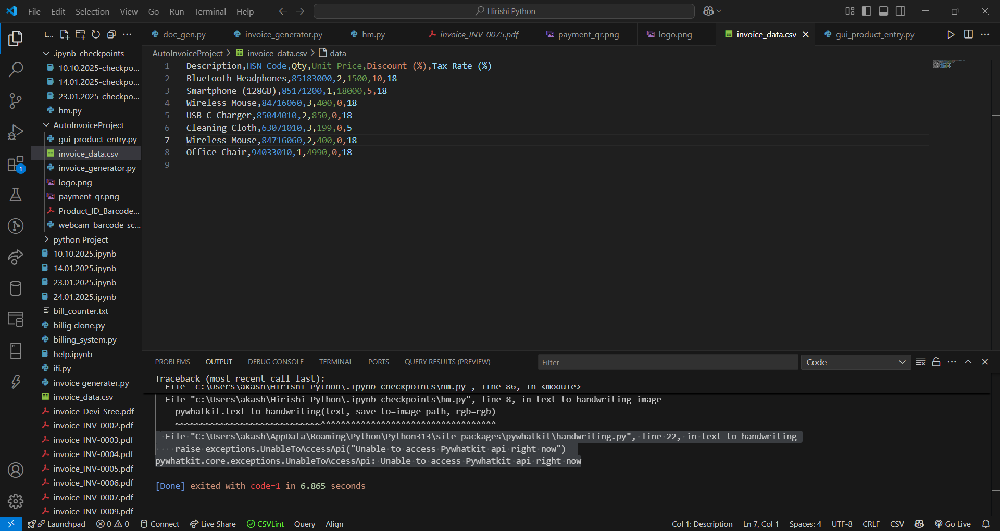 File Edit Selection View Go Run Terminal Help Hirishi Python
E... doc_gen.py invoice_generator.py hm.py invoice_INV-0075.pdf payment_qr.png logo.png invoice_data.csv gui_product_entry.py
AutoInvoiceProject > invoice_data.csv > data
.ipynb_checkpoints
10.10.2025-checkpo...
14.01.2025-checkpo...
23.01.2025-checkpo...
hm.py
AutoInvoiceProject
gui_product_entry.py
invoice_data.csv
invoice_generator.py
logo.png
payment_qr.png
Product_ID_Barcode...
webcam_barcode_sc...
python Project
10.10.2025.ipynb
14.01.2025.ipynb
23.01.2025.ipynb
24.01.2025.ipynb
bill_counter.txt
billig clone.py
billing_system.py
help.ipynb
ifi.py
invoice generater.py
invoice_data.csv
invoice_Devi_Sree.pdf
invoice_INV-0002.pdf
invoice_INV-0003.pdf
invoice_INV-0004.pdf
invoice_INV-0005.pdf
invoice_INV-0006.pdf
invoice_INV-0007.pdf
invoice_INV-0009.pdf
1
1 Description,HSN Code,Qty,Unit Price,Discount (%),Tax Rate (%)
2 Bluetooth Headphones,85183000,2,1500,10,18
3 Smartphone (128GB),85171200,1,18000,5,18
4 Wireless Mouse,84716060,3,400,0,18
5 USB-C Charger,85044010,2,850,0,18
6 Cleaning Cloth,63071010,3,199,0,5
7 Wireless Mouse,84716060,2,400,0,18
8 Office Chair,94033010,1,4990,0,18
9
PROBLEMS OUTPUT DEBUG CONSOLE TERMINAL PORTS QUERY RESULTS (PREVIEW) Filter Code
Traceback (most recent call last):
File "c:\Users\akash\Hirishi Python\.ipynb_checkpoints\hm.py", line 86, in <module>
File "c:\Users\akash\Hirishi Python\.ipynb_checkpoints\hm.py", line 8, in text_to_handwriting_image
pywhatkit.text_to_handwriting(text, save_to=image_path, rgb=rgb)
~~~~~~~~~~~~~~~~~~~~~~~~~~~~~^^^^^^^^^^^^^^^^^^^^^^^^^^^^^^^^^^^
File "C:\Users\akash\AppData\Roaming\Python\Python313\site-packages\pywhatkit\handwriting.py", line 22, in text_to_handwriting
raise exceptions.UnableToAccessApi("Unable to access Pywhatkit api right now")
pywhatkit.core.exceptions.UnableToAccessApi: Unable to access Pywhatkit api right now
[Done] exited with code=1 in 6.865 seconds
Launchpad 0 0 Connect Live Share CSVLint Query Align Col 1: Description Ln 7, Col 1 Spaces: 4 UTF-8 CRLF CSV Go Live